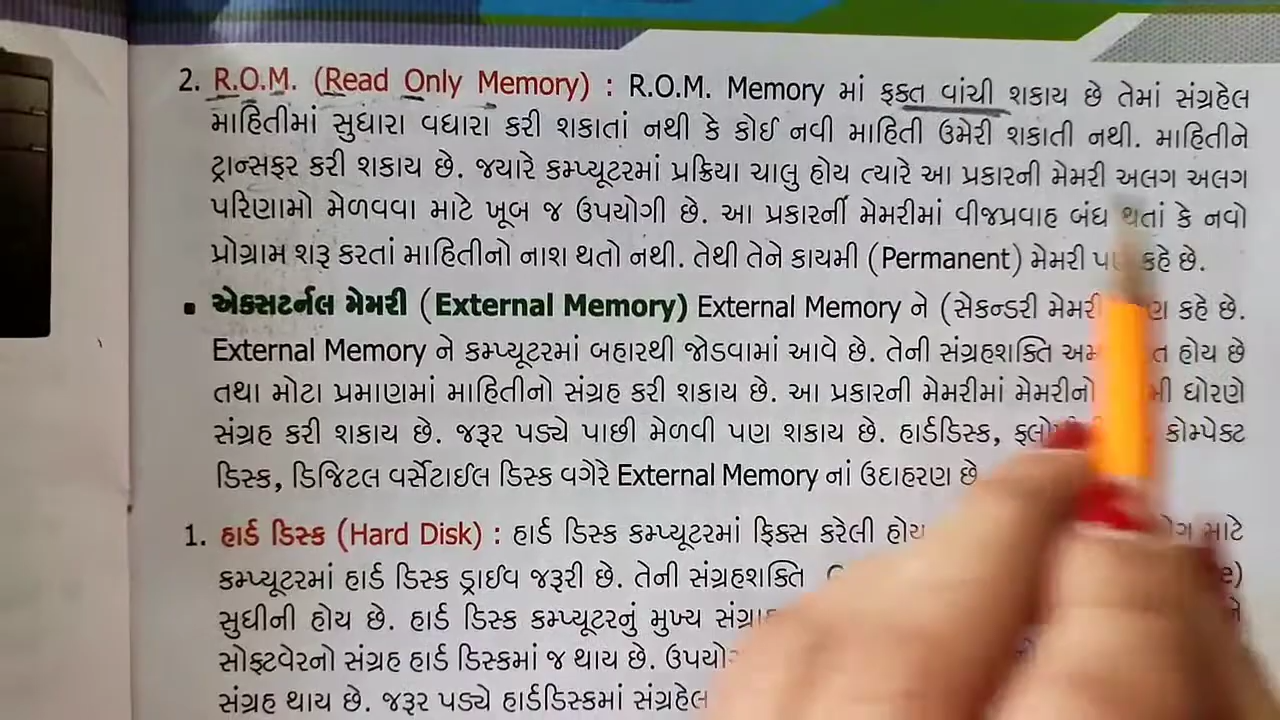 2. R.O.M. (Read Only Memory) : R.O.M. Memory માં ફક્ત વાંચી શકાય છે તેમાં સંગ્રહેલ
માહિતીમાં સુધારા વધારા કરી શકાતાં નથી કે કોઈ નવી માહિતી ઉમેરી શકાતી નથી. માહિતીને
ટ્રાન્સફર કરી શકાય છે. જયારે કમ્પ્યૂટરમાં પ્રક્રિયા ચાલુ હોય ત્યારે આ પ્રકારની મેમરી અલગ અલગ
પરિણામો મેળવવા માટે ખૂબ જ ઉપયોગી છે. આ પ્રકારની મેમરીમાં વીજપ્રવાહ બંધ થતાં કે નવો
પ્રોગ્રામ શરૂ કરતાં માહિતીનો નાશ થતો નથી. તેથી તેને કાયમી (Permanent) મેમરી કહે છે.
▪ એકસટર્નલ મેમરી (External Memory) External Memory ને (સેકન્ડરી મેમરી કહે છે.
External Memory ને કમ્પ્યૂટરમાં બહારથી જોડવામાં આવે છે. તેની સંગ્રહશક્તિ હોય છે
તથા મોટા પ્રમાણમાં માહિતીનો સંગ્રહ કરી શકાય છે. આ પ્રકારની મેમરીમાં મેમરીનો ધોરણે
સંગ્રહ કરી શકાય છે. જરૂર પડ્યે પાછી મેળવી પણ શકાય છે. હાર્ડડિસ્ક, કોમ્પેક્ટ
ડિસ્ક, ડિજિટલ વર્સેટાઈલ ડિસ્ક વગેરે External Memory નાં ઉદાહરણ છે
1. હાર્ડ ડિસ્ક (Hard Disk) : હાર્ડ ડિસ્ક કમ્પ્યૂટરમાં ફિક્સ કરેલી માટે
કમ્પ્યૂટરમાં હાર્ડ ડિસ્ક ડ્રાઈવ જરૂરી છે. તેની સંગ્રહશક્તિ
સુધીની હોય છે. હાર્ડ ડિસ્ક કમ્પ્યૂટરનું મુખ્ય
સોફ્ટવેરનો સંગ્રહ હાર્ડ ડિસ્કમાં જ થાય છે.
સંગ્રહ થાય છે. જરૂર પડ્યે હાર્ડડિસ્કમાં સંગ્રહેલ